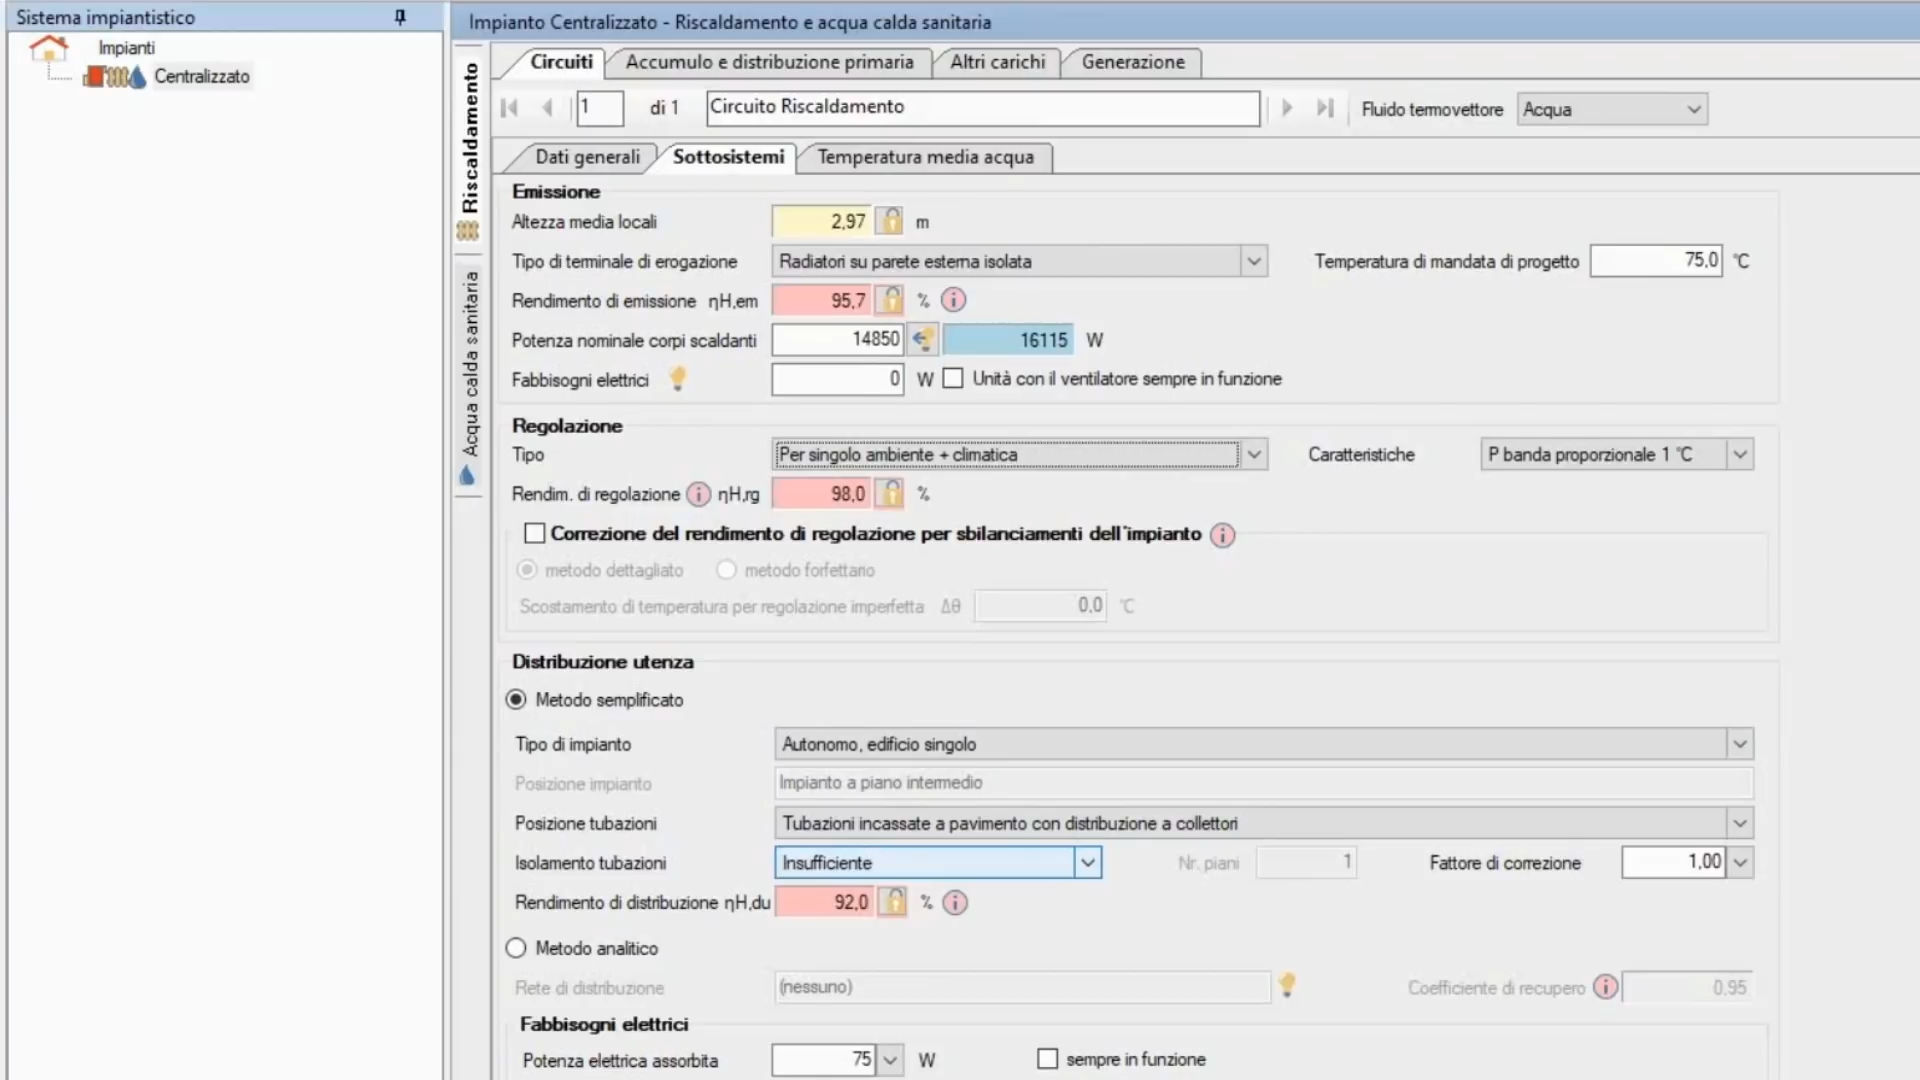 Sistema impiantistico
Impianti
Centralizzato
Impianto Centralizzato - Riscaldamento e acqua calda sanitaria
Riscaldamento
Acqua calda sanitaria
Circuiti
Accumulo e distribuzione primaria
Altri carichi
Generazione
1 di 1 Circuito Riscaldamento Fluido termovettore Acqua
Dati generali
Sottosistemi
Temperatura media acqua
Emissione
Altezza media locali 2,97 m
Tipo di terminale di erogazione Radiatori su parete esterna isolata Temperatura di mandata di progetto 75,0 °C
Rendimento di emissione ηH,em 95,7 %
Potenza nominale corpi scaldanti 14850 16115 W
Fabbisogni elettrici 0 W Unità con il ventilatore sempre in funzione
Regolazione
Tipo Per singolo ambiente + climatica Caratteristiche P banda proporzionale 1 °C
Rendim. di regolazione ηH,rg 98,0 %
Correzione del rendimento di regolazione per sbilanciamenti dell'impianto
metodo dettagliato metodo forfettario
Scostamento di temperatura per regolazione imperfetta Δθ 0,0 °C
Distribuzione utenza
Metodo semplificato
Tipo di impianto Autonomo, edificio singolo
Posizione impianto Impianto a piano intermedio
Posizione tubazioni Tubazioni incassate a pavimento con distribuzione a collettori
Isolamento tubazioni Insufficiente Nr. piani 1 Fattore di correzione 1,00
Rendimento di distribuzione ηH,du 92,0 %
Metodo analitico
Rete di distribuzione (nessuno) Coefficiente di recupero 0,95
Fabbisogni elettrici
Potenza elettrica assorbita 75 W sempre in funzione